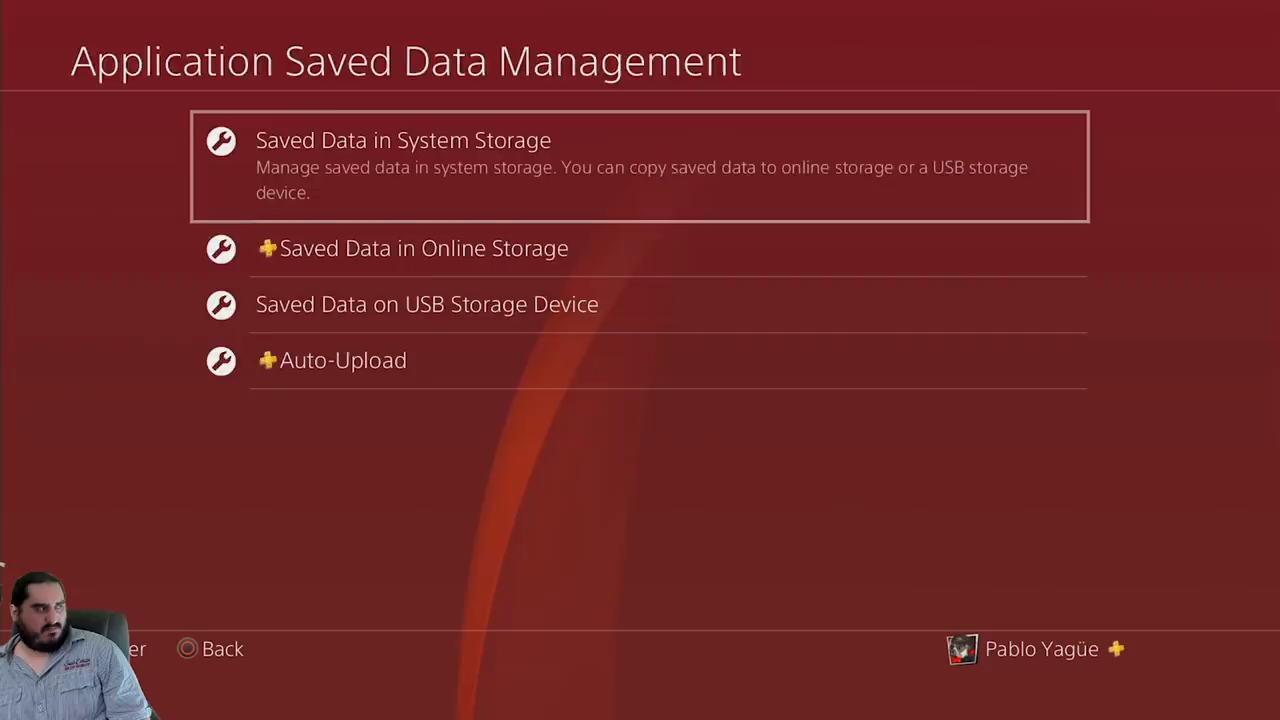 Application Saved Data Management
Saved Data in System Storage
Manage saved data in system storage. You can copy saved data to online storage or a USB storage
device.
Saved Data in Online Storage
Saved Data on USB Storage Device
Auto-Upload
er
Back
Pablo Yagüe